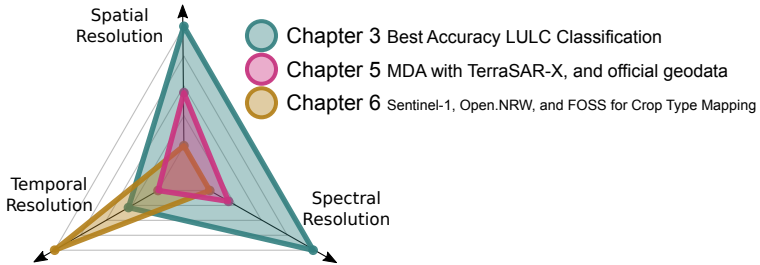 Spatial
Resolution
Chapter 3 Best Accuracy LULC Classification
Chapter 5 MDA with TerraSAR-X, and official geodata
Chapter 6 Sentinel-1, Open.NRW, and FOSS for Crop Type Mapping
Temporal
Resolution
Spectral
Resolution